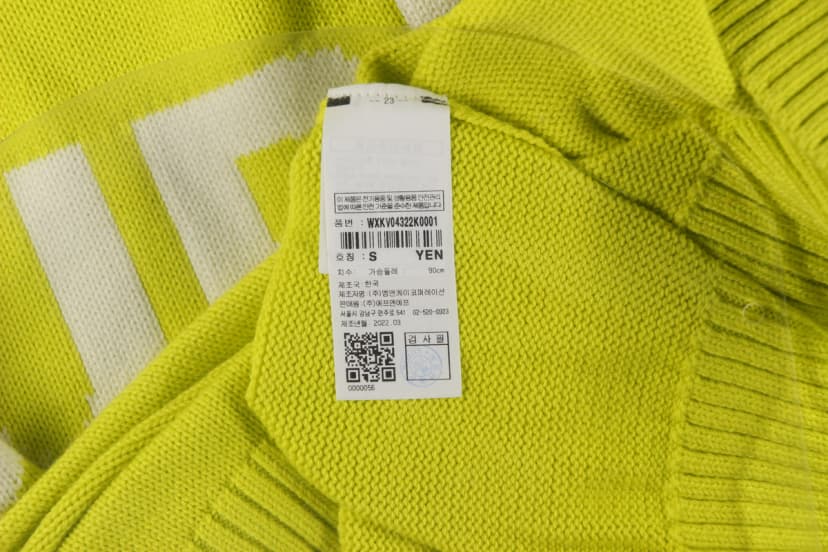 23
이 제품은 전기용품 및 생활용품 안전관리
법에 따른 안전 기준을 준수한 제품입니다
품번 : WXKV04322K0001
호칭 : S YEN
치수 가슴둘레 90cm
제조국 : 한국
제조자명 : (주)엠앤케이코퍼레이션
판매원 : (주)에프앤에프
서울시 강남구 언주로 541 02-520-0903
제조년월 : 2022.03
검사필
0000056